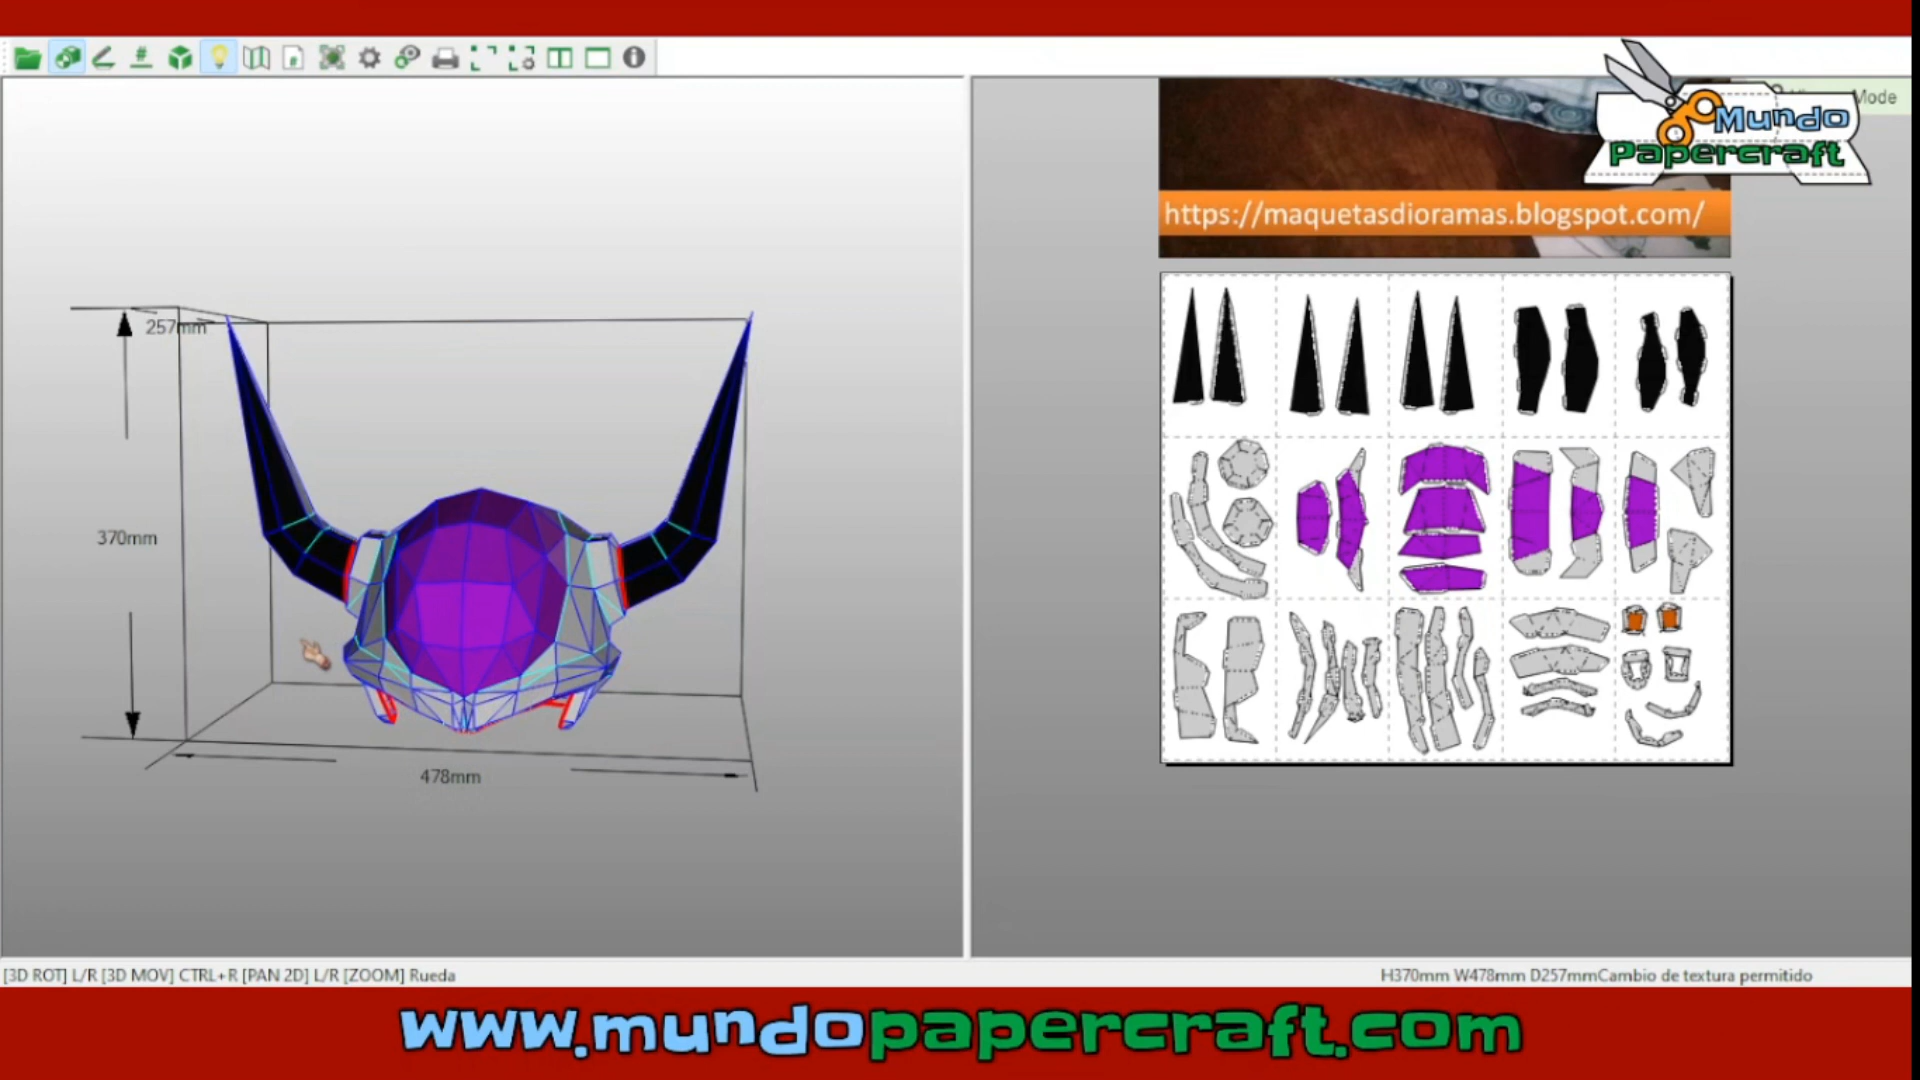 Mode
Mundo
Papercraft
https://maquetasdioramas.blogspot.com/
257mm
370mm
478mm
[3D ROT] L/R [3D MOV] CTRL+R [PAN 2D] L/R [ZOOM] Rueda
H370mm W478mm D257mmCambio de textura permitido
www.mundopapercraft.com